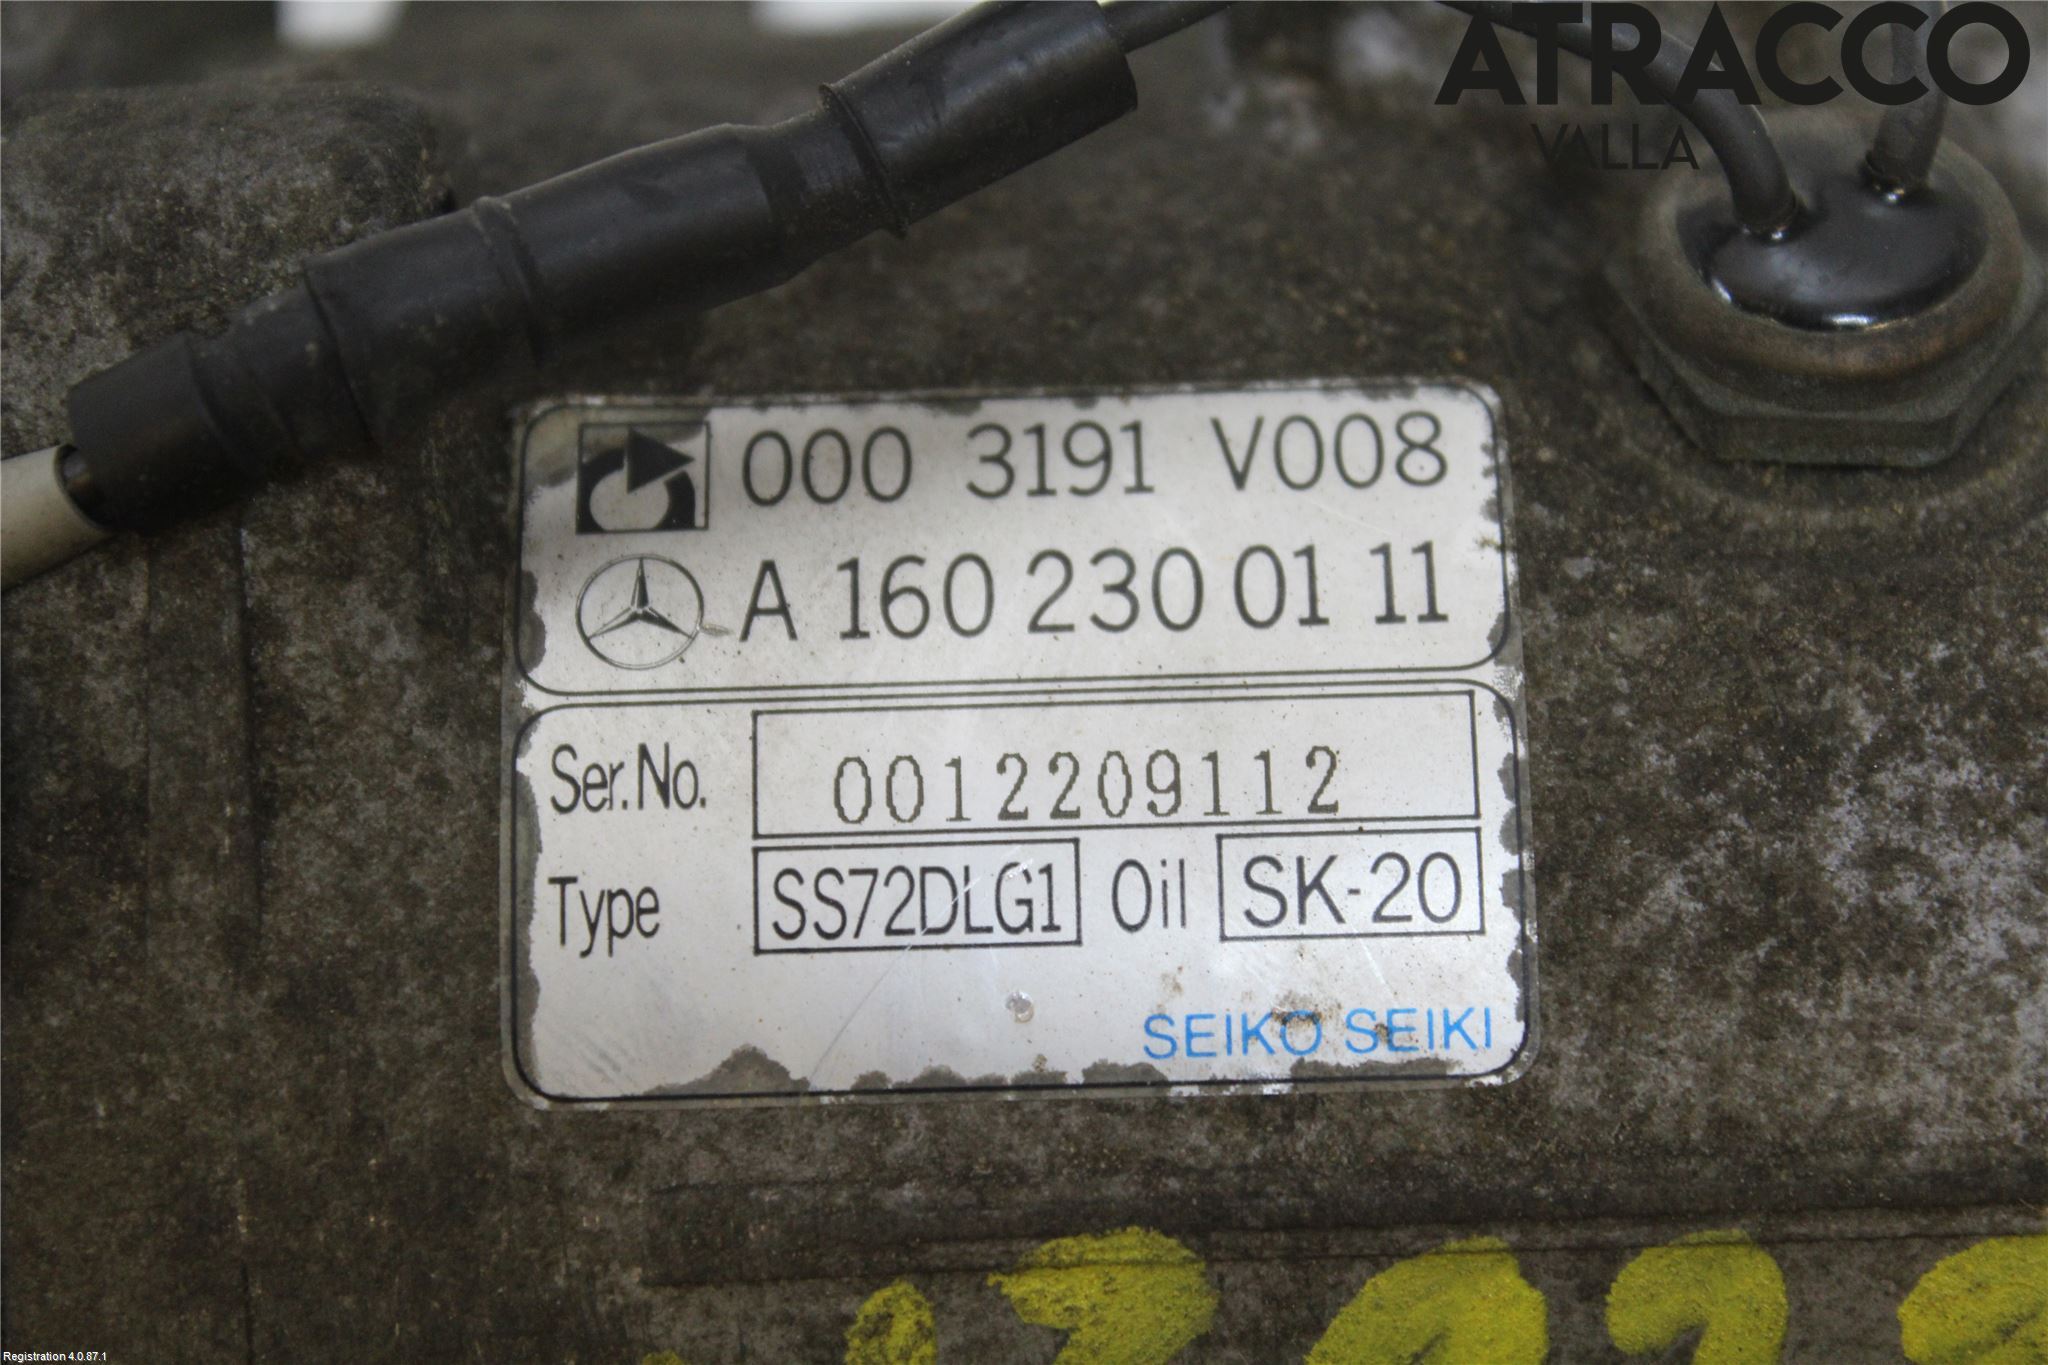 ATRACCO
VALLA
000 3191 V008
A 160 230 01 11
Ser.No. 0012209112
Type SS72DLG1 Oil SK-20
SEIKO SEIKI
Registration 4.0.87.1